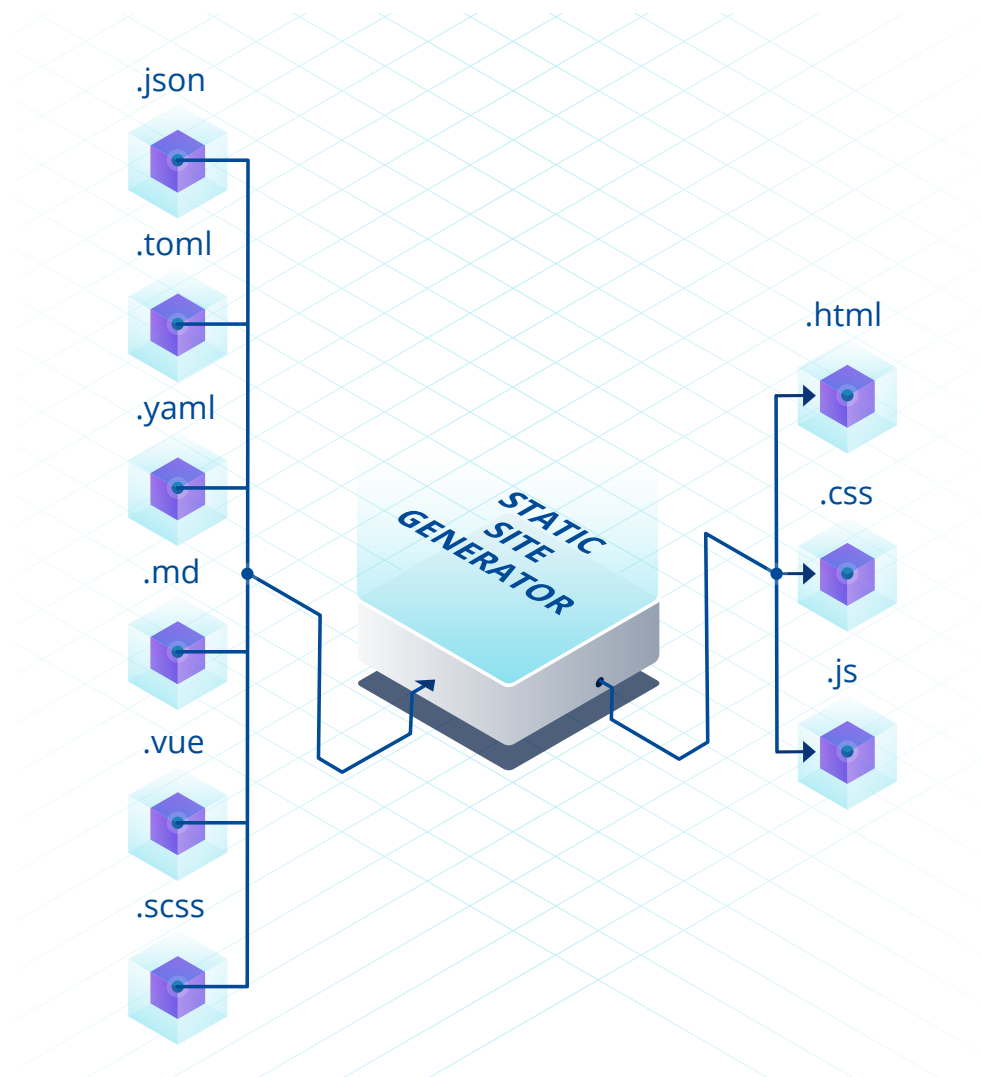 .json
.toml
.yaml
.md
.vue
.scss
STATIC
SITE
GENERATOR
.html
.css
.js